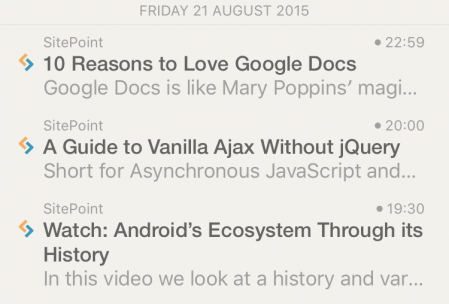 FRIDAY 21 AUGUST 2015
SitePoint • 22:59
10 Reasons to Love Google Docs
Google Docs is like Mary Poppins’ magi...
SitePoint • 20:00
A Guide to Vanilla Ajax Without jQuery
Short for Asynchronous JavaScript and...
SitePoint • 19:30
Watch: Android’s Ecosystem Through its
History
In this video we look at a history and var...